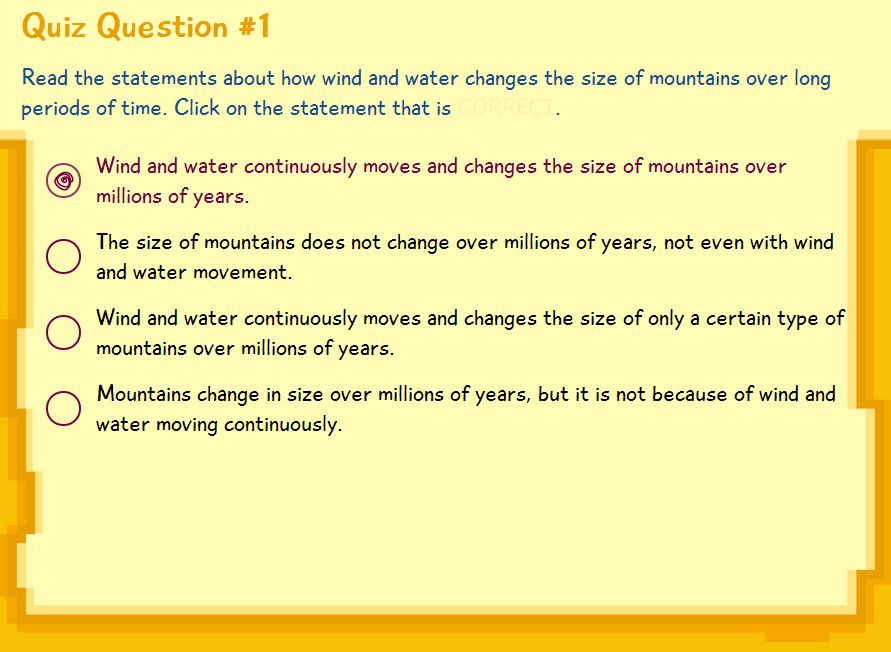 Quiz Question #1
Read the statements about how wind and water changes the size of mountains over long
periods of time. Click on the statement that is CORRECT.
Wind and water continuously moves and changes the size of mountains over
millions of years.
The size of mountains does not change over millions of years, not even with wind
and water movement.
Wind and water continuously moves and changes the size of only a certain type of
mountains over millions of years.
Mountains change in size over millions of years, but it is not because of wind and
water moving continuously.